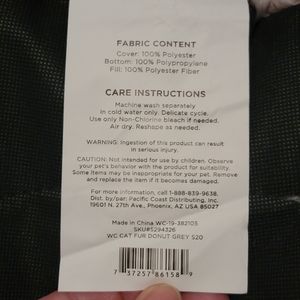 FABRIC CONTENT
Cover: 100% Polyester
Bottom: 100% Polypropylene
Fill: 100% Polyester Fiber
CARE INSTRUCTIONS
Machine wash separately
in cold water only. Delicate cycle.
Use only Non-Chlorine bleach if needed.
Air dry. Reshape as needed.
WARNING: Ingestion of this product can result
in serious injury.
CAUTION: Not intended for use by children. Observe
your pet's behavior with the product for suitability.
Some items may be inappropriate for your pet. Remove
and replace this item if it becomes damaged.
For more information, call 1-888-839-9638.
Dist. by/par: Pacific Coast Distributing, Inc.
19601 N. 27th Ave., Phoenix, AZ USA 85027
Made in China WC-19-382105
SKU#5294326
WC CAT FUR DONUT GREY S20
7 37257 86158 9